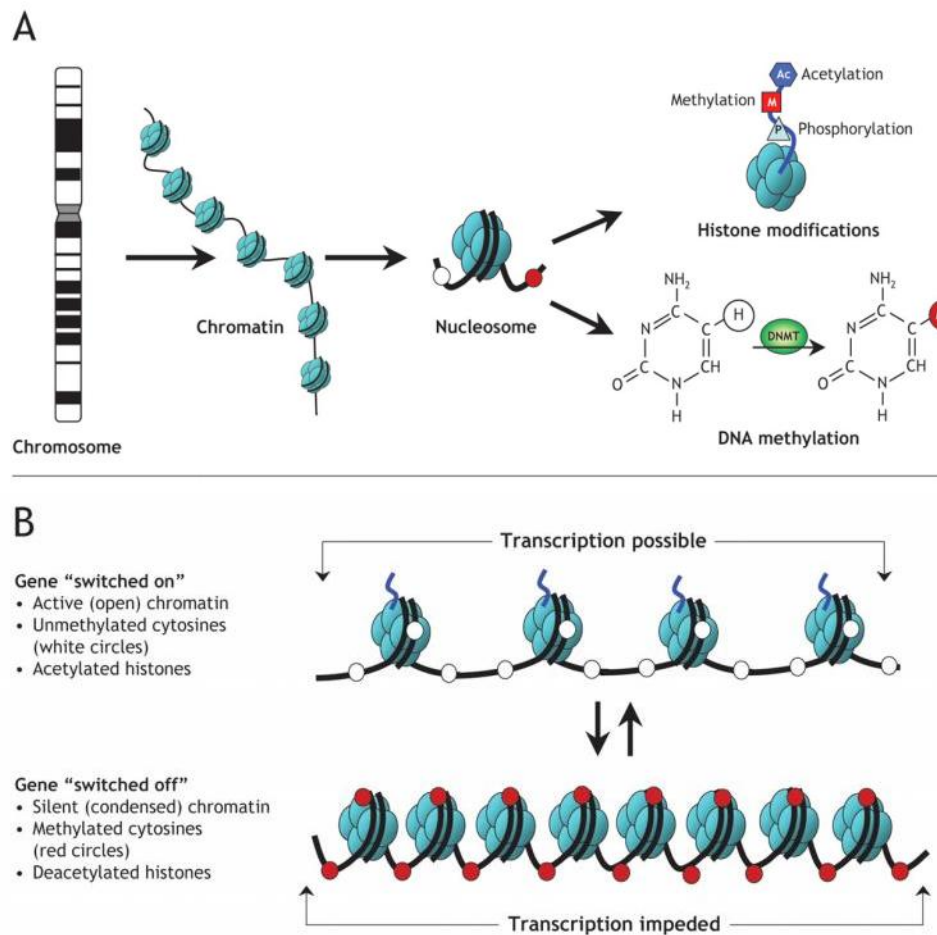 A
Ac Acetylation
Methylation M
P Phosphorylation
Histone modifications
Chromatin
Nucleosome
Chromosome
NH₂
H
N
C
C
C
CH
O
N
H
DNMT
NH₂
N
C
C
C
CH
O
N
H
DNA methylation
B
Transcription possible
Gene “switched on”
• Active (open) chromatin
• Unmethylated cytosines
(white circles)
• Acetylated histones
Gene “switched off”
• Silent (condensed) chromatin
• Methylated cytosines
(red circles)
• Deacetylated histones
Transcription impeded